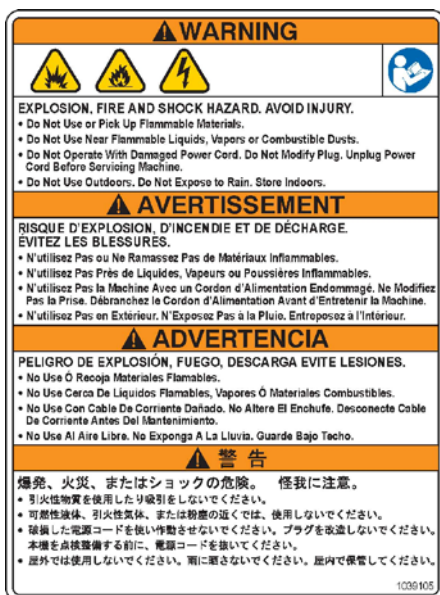 WARNING
EXPLOSION, FIRE AND SHOCK HAZARD. AVOID INJURY.
• Do Not Use or Pick Up Flammable Materials.
• Do Not Use Near Flammable Liquids, Vapors or Combustible Dusts.
• Do Not Operate With Damaged Power Cord. Do Not Modify Plug. Unplug Power
Cord Before Servicing Machine.
• Do Not Use Outdoors. Do Not Expose to Rain. Store Indoors.
AVERTISSEMENT
RISQUE D'EXPLOSION, D'INCENDIE ET DE DÉCHARGE.
ÉVITEZ LES BLESSURES.
• N'utilisez Pas ou Ne Ramassez Pas de Matériaux Inflammables.
• N'utilisez Pas Près de Liquides, Vapeurs ou Poussières Inflammables.
• N'utilisez Pas la Machine Avec un Cordon d'Alimentation Endommagé. Ne Modifiez
Pas la Prise. Débranchez le Cordon d'Alimentation Avant d'Entretenir la Machine.
• N'utilisez Pas en Extérieur. N'Exposez Pas à la Pluie. Entreposez à l'Intérieur.
ADVERTENCIA
PELIGRO DE EXPLOSIÓN, FUEGO, DESCARGA EVITE LESIONES.
• No Use Ó Recoja Materiales Flamables.
• No Use Cerca De Líquidos Flamables, Vapores Ó Materiales Combustibles.
• No Use Con Cable De Corriente Dañado. No Altere El Enchufe. Desconecte Cable
De Corriente Antes Del Mantenimiento.
• No Use Al Aire Libre. No Exponga A La Lluvia. Guarde Bajo Techo.
警告
爆発、火災、またはショックの危険。 怪我に注意。
• 引火性物質を使用したり吸引をしないでください。
• 可燃性液体、引火性気体、または粉塵の近くでは、使用しないでください。
• 破損した電源コードを使い作動させないでください。プラグを改造しないでください。
本機を点検整備する前に、電源コードを抜いてください。
• 屋外では使用しないでください。雨に晒さないでください。屋内で保管してください。
1039105